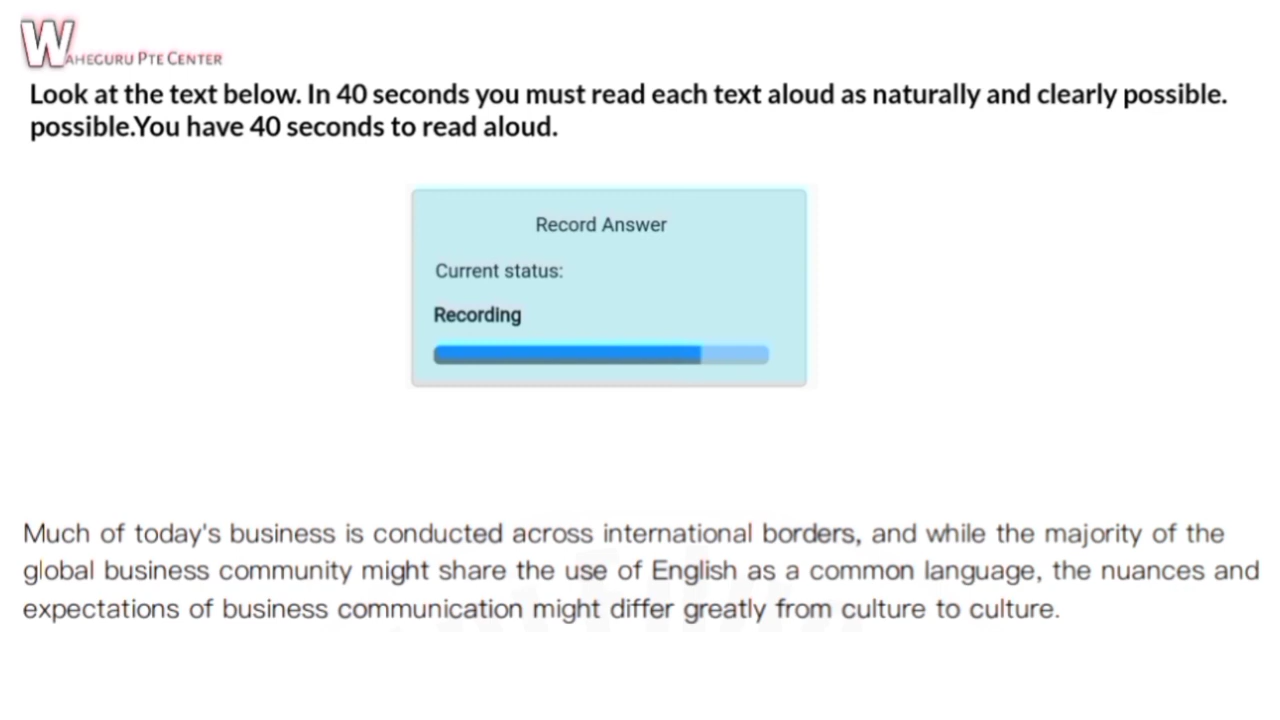 WAHEGURU PTE CENTER
Look at the text below. In 40 seconds you must read each text aloud as naturally and clearly possible.
possible.You have 40 seconds to read aloud.
Record Answer
Current status:
Recording
Much of today's business is conducted across international borders, and while the majority of the
global business community might share the use of English as a common language, the nuances and
expectations of business communication might differ greatly from culture to culture.